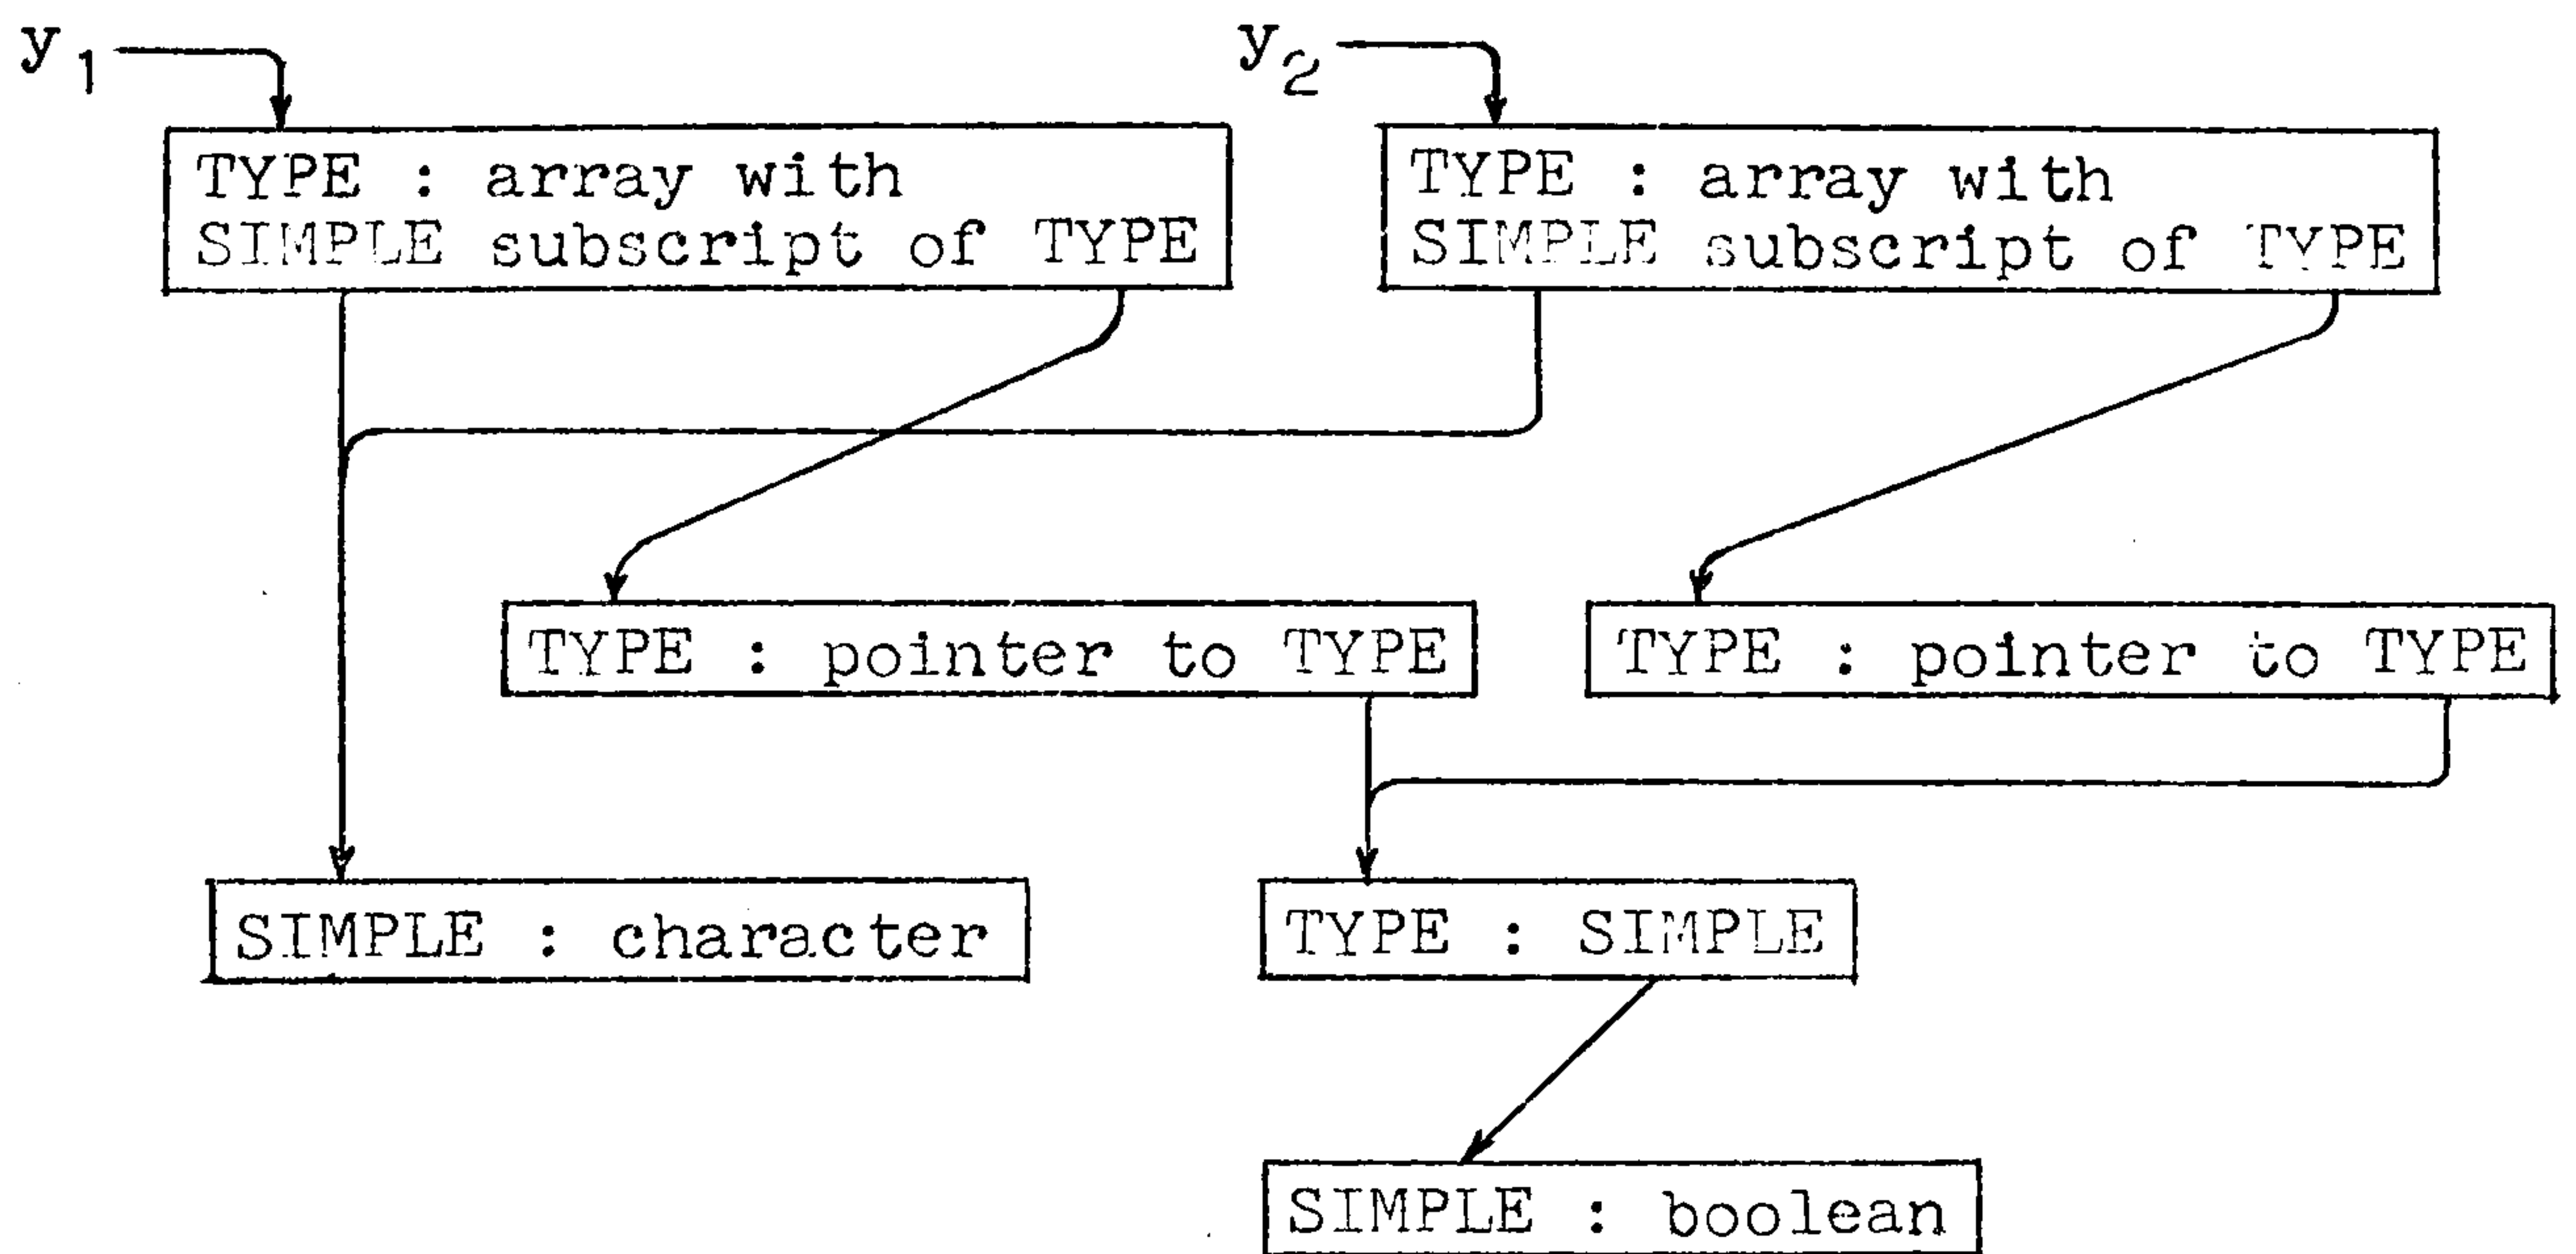 y1
y2
TYPE : array with
SIMPLE subscript of TYPE
TYPE : array with
SIMPLE subscript of TYPE
TYPE : pointer to TYPE
TYPE : pointer to TYPE
SIMPLE : character
TYPE : SIMPLE
SIMPLE : boolean